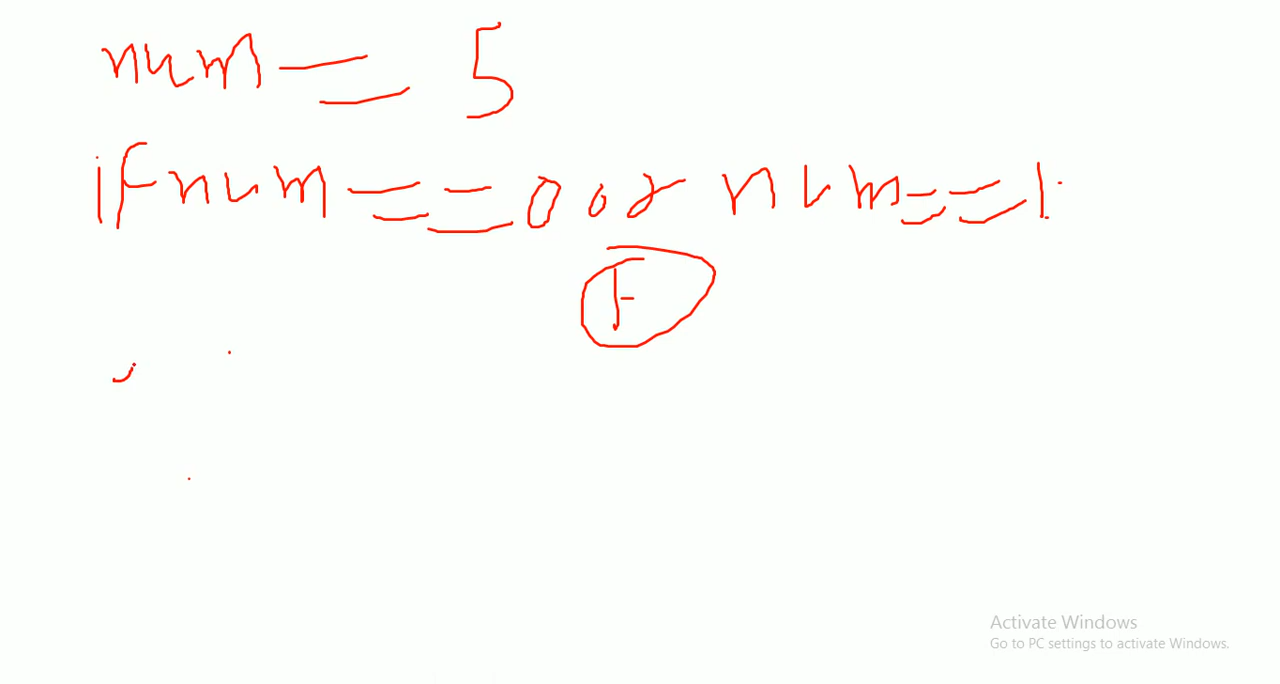 num = 5
if num == 0 or num == 1:
F
Activate Windows
Go to PC settings to activate Windows.